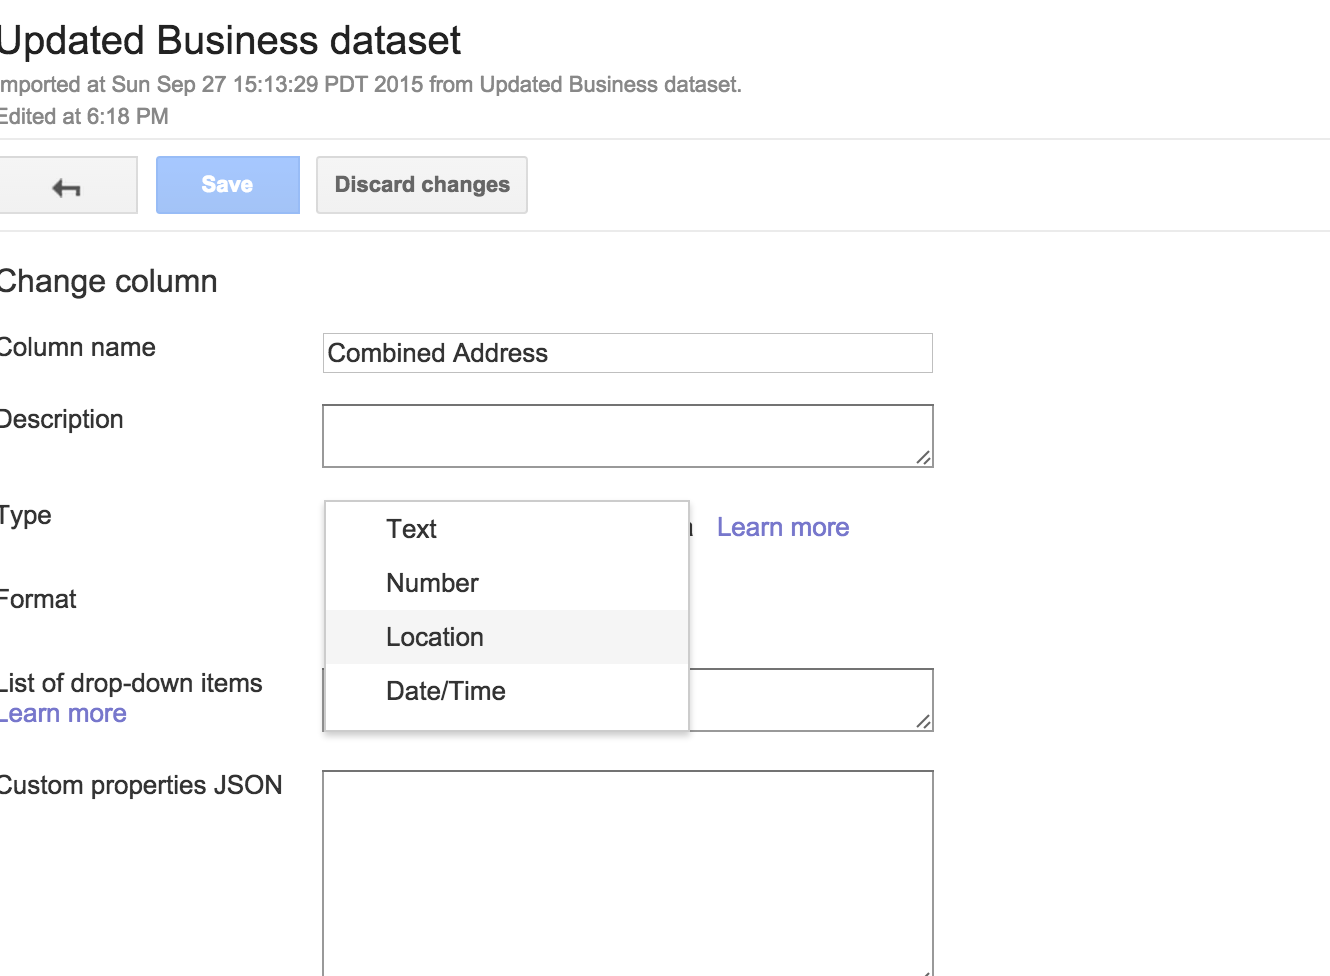 Updated Business dataset
mported at Sun Sep 27 15:13:29 PDT 2015 from Updated Business dataset.
Edited at 6:18 PM
Save
Discard changes
Change column
Column name
Combined Address
Description
Type
Text
Learn more
Number
Format
Location
List of drop-down items
Learn more
Date/Time
Custom properties JSON